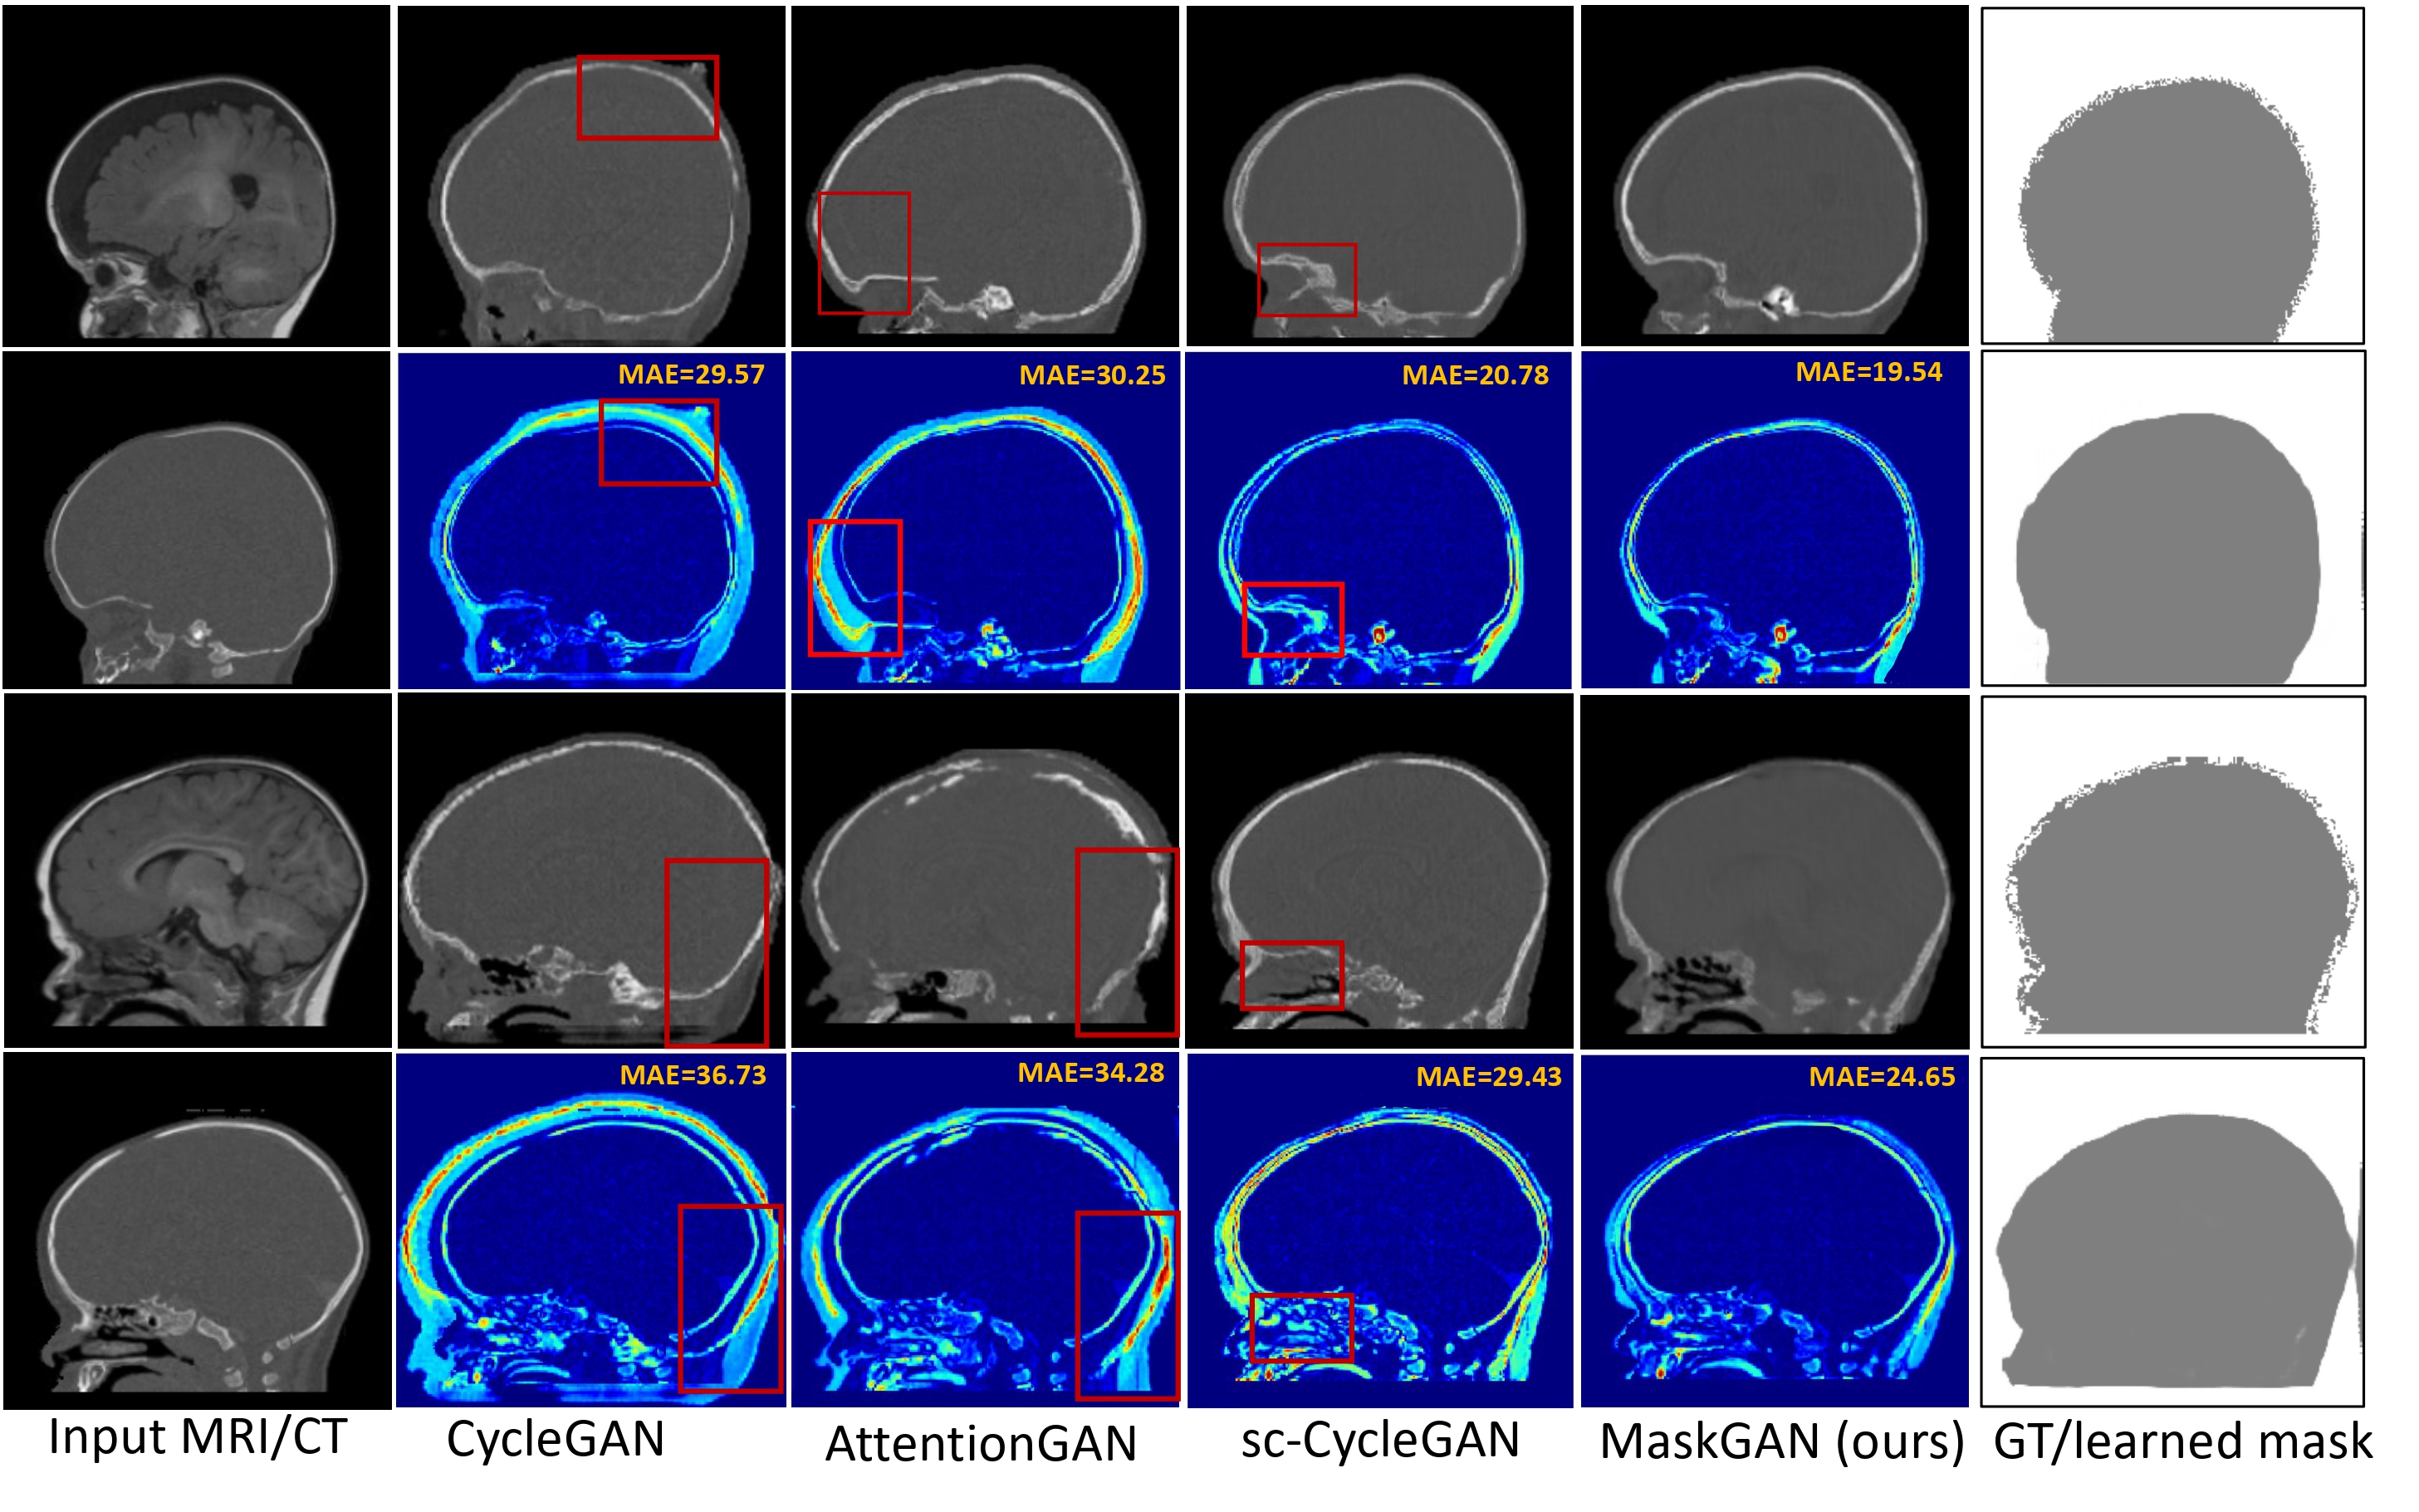 MAE=29.57
MAE=30.25
MAE=20.78
MAE=19.54
MAE=36.73
MAE=34.28
MAE=29.43
MAE=24.65
Input MRI/CT
CycleGAN
AttentionGAN
sc-CycleGAN
MaskGAN (ours)
GT/learned mask